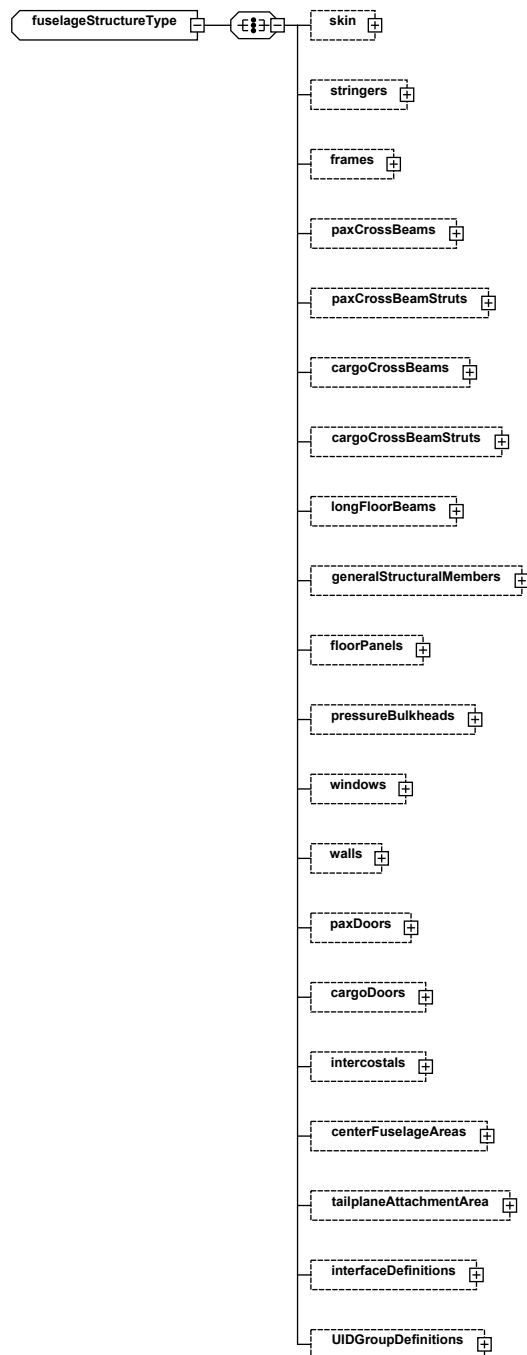 fuselageStructureType
skin
stringers
frames
paxCrossBeams
paxCrossBeamStruts
cargoCrossBeams
cargoCrossBeamStruts
longFloorBeams
generalStructuralMembers
floorPanels
pressureBulkheads
windows
walls
paxDoors
cargoDoors
intercostals
centerFuselageAreas
tailplaneAttachmentArea
interfaceDefinitions
UIDGroupDefinitions